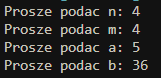 Prosze podac n: 4
Prosze podac m: 4
Prosze podac a: 5
Prosze podac b: 36